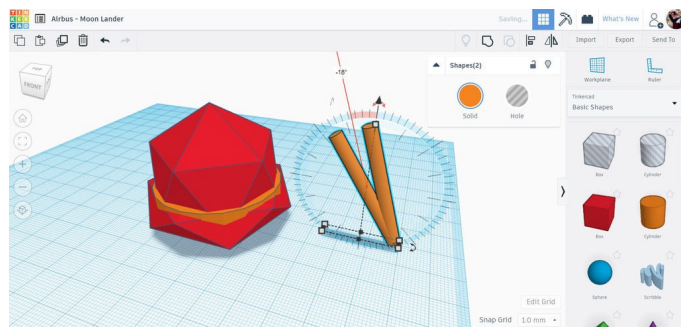 TIN
KER
CAD
Airbus - Moon Lander
Saving...
What's New
Import
Export
Send To
FRONT
-18°
Shapes(2)
Solid
Hole
Workplane
Ruler
Tinkercad
Basic Shapes
Box
Cylinder
Box
Cylinder
Sphere
Scribble
Edit Grid
Snap Grid 1.0 mm